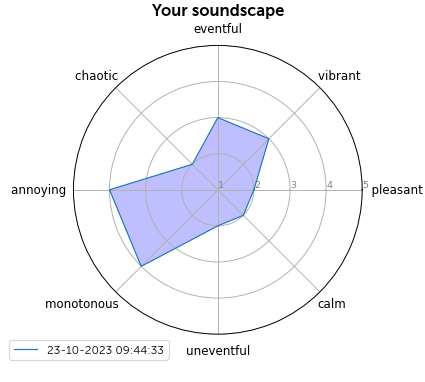 Your soundscape
eventful
chaotic
vibrant
annoying
1 2 3 4 5
pleasant
monotonous
calm
uneventful
23-10-2023 09:44:33